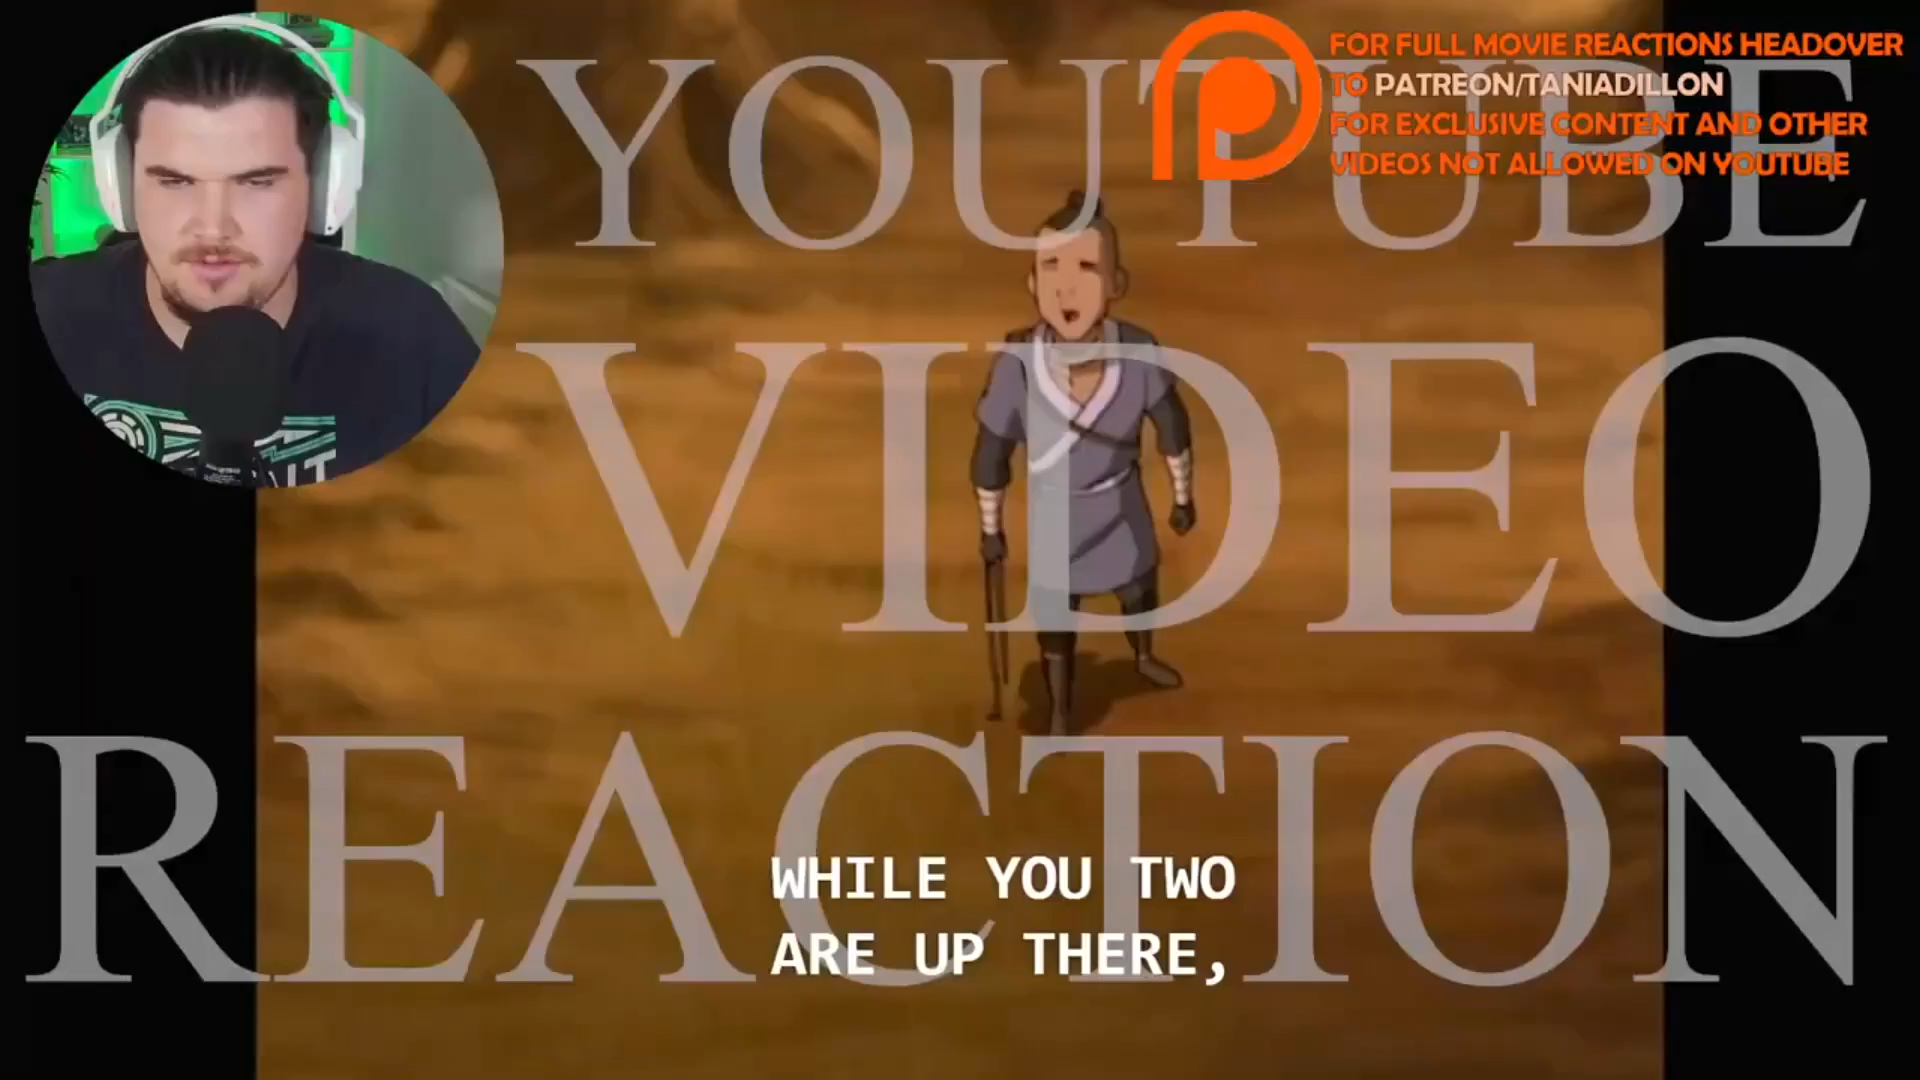 FOR FULL MOVIE REACTIONS HEADOVER
TO PATREON/TANIADILLON
FOR EXCLUSIVE CONTENT AND OTHER
VIDEOS NOT ALLOWED ON YOUTUBE
YOUTUBE
VIDEO
REACTION
WHILE YOU TWO
ARE UP THERE,